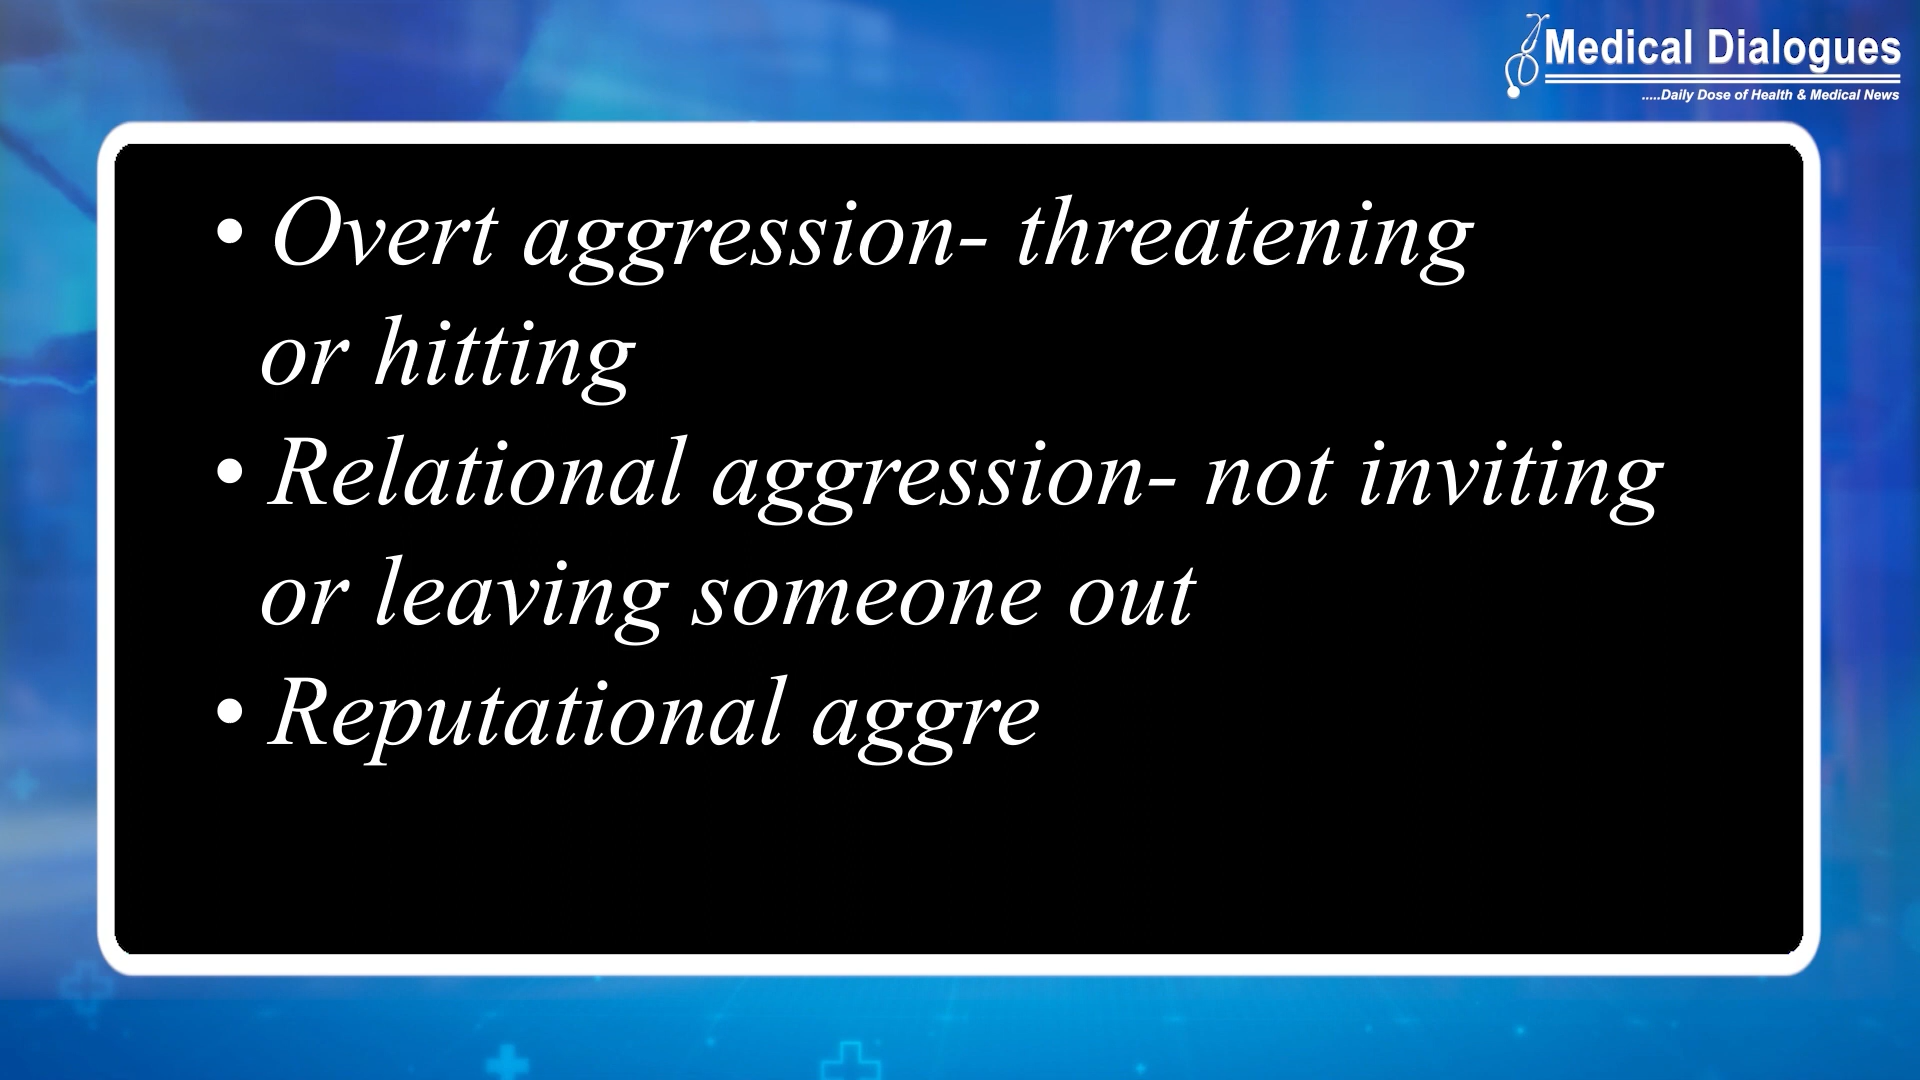 Medical Dialogues
.....Daily Dose of Health & Medical News
• Overt aggression- threatening
or hitting
• Relational aggression- not inviting
or leaving someone out
• Reputational aggre